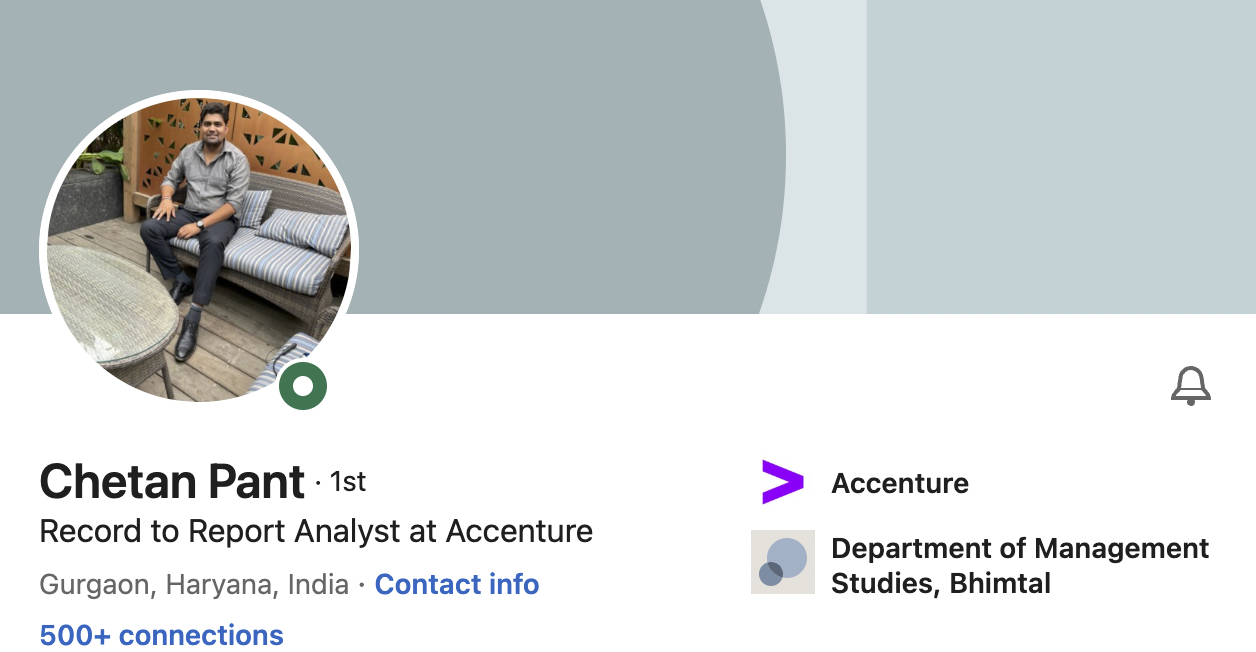 Chetan Pant · 1st
Record to Report Analyst at Accenture
Gurgaon, Haryana, India · Contact info
500+ connections
Accenture
Department of Management
Studies, Bhimtal